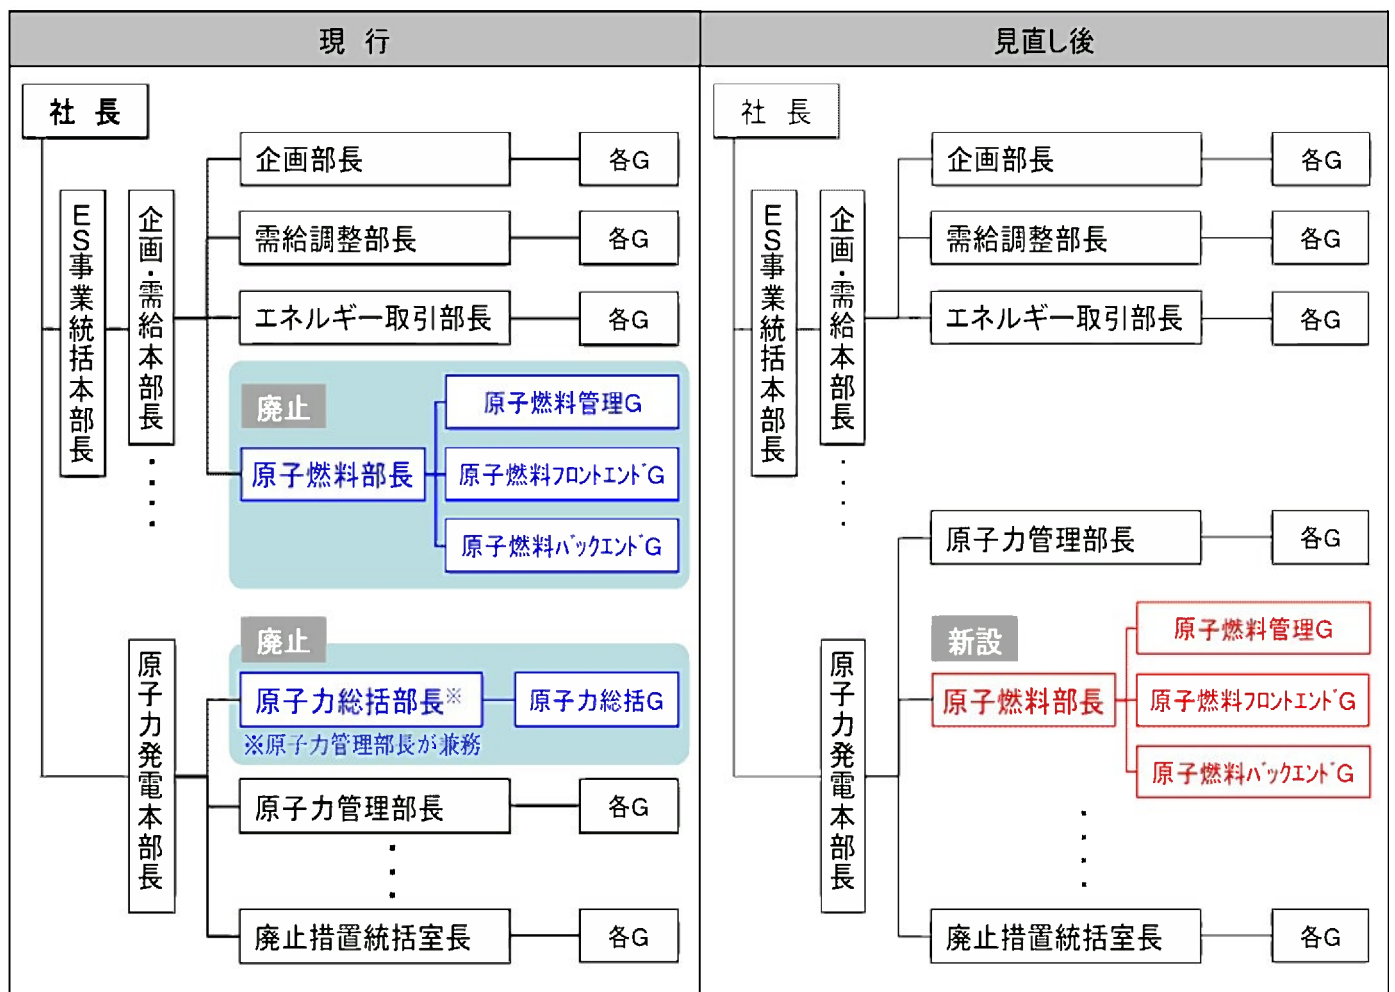 現 行
社 長
企画部長
各G
ES事業統括本部長
企画・需給本部長
需給調整部長
各G
エネルギー取引部長
各G
廃止
原子燃料管理G
原子燃料部長
原子燃料フロントエンドG
原子燃料バックエンドG
廃止
原子力発電本部長
原子力総括部長※
原子力総括G
※原子力管理部長が兼務
原子力管理部長
各G
廃止措置統括室長
各G
見直し後
社 長
企画部長
各G
ES事業統括本部長
企画・需給本部長
需給調整部長
各G
エネルギー取引部長
各G
原子力管理部長
各G
新設
原子燃料管理G
原子力発電本部長
原子燃料部長
原子燃料フロントエンドG
原子燃料バックエンドG
廃止措置統括室長
各G